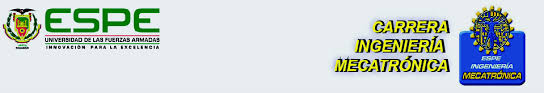 ESPE
UNIVERSIDAD DE LAS FUERZAS ARMADAS
INNOVACIÓN PARA LA EXCELENCIA
CARRERA
INGENIERÍA
MECATRÓNICA
ESPE
INGENIERÍA
MECATRÓNICA